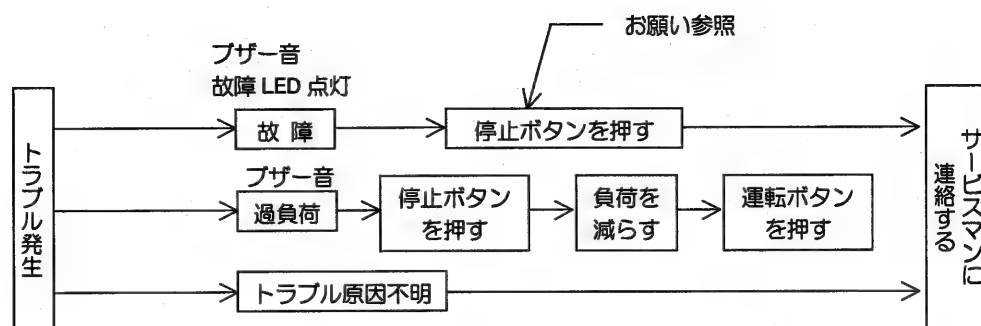 お願い参照
ブザー音
故障 LED 点灯
故 障
停止ボタンを押す
トラブル発生
サービスマンに
連絡する
ブザー音
過負荷
停止ボタン
を押す
負荷を
減らす
運転ボタン
を押す
トラブル原因不明